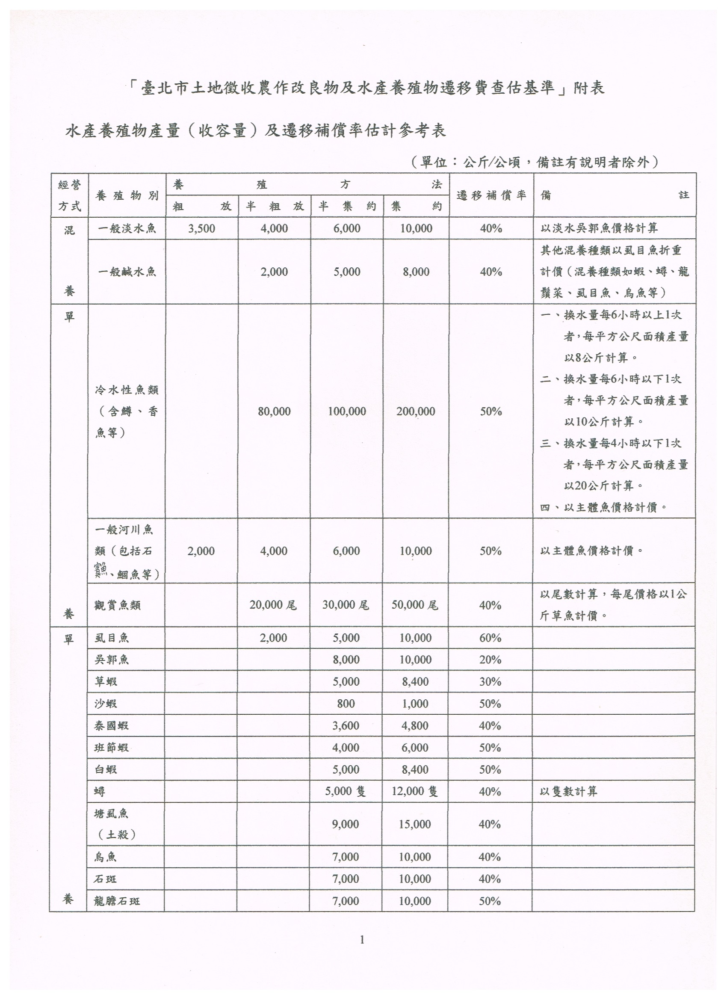 「臺北市土地徵收農作改良物及水產養殖物遷移費查估基準」附表
水產養殖物產量（收容量）及遷移補償率估計參考表
（單位：公斤/公頃，備註有說明者除外）
經營方式 養殖物別 養殖方法 遷移補償率 備註
粗放 半粗放 半集約 集約
混養 一般淡水魚 3,500 4,000 6,000 10,000 40% 以淡水吳郭魚價格計算
一般鹹水魚 2,000 5,000 8,000 40%
其他混養種類以虱目魚折重
計價（混養種類如蝦、蟳、龍
鬚菜、虱目魚、烏魚等）
單養
冷水性魚類
（含鱒、香
魚等）
80,000 100,000 200,000 50%
一、換水量每6小時以上1次
者，每平方公尺面積產量
以8公斤計算。
二、換水量每6小時以下1次
者，每平方公尺面積產量
以10公斤計算。
三、換水量每4小時以下1次
者，每平方公尺面積產量
以20公斤計算。
四、以主體魚價格計價。
一般河川魚
類（包括石
、鯝魚等）
2,000 4,000 6,000 10,000 50% 以主體魚價格計價。
觀賞魚類 20,000 尾 30,000 尾 50,000 尾 40%
以尾數計算，每尾價格以1公
斤草魚計價。
單養
虱目魚 2,000 5,000 10,000 60%
吳郭魚 8,000 10,000 20%
草蝦 5,000 8,400 30%
沙蝦 800 1,000 50%
泰國蝦 3,600 4,800 40%
班節蝦 4,000 6,000 50%
白蝦 5,000 8,400 50%
蟳 5,000 隻 12,000 隻 40% 以隻數計算
塘虱魚
（土殺）
9,000 15,000 40%
烏魚 7,000 10,000 40%
石斑 7,000 10,000 40%
龍膽石斑 7,000 10,000 50%
1